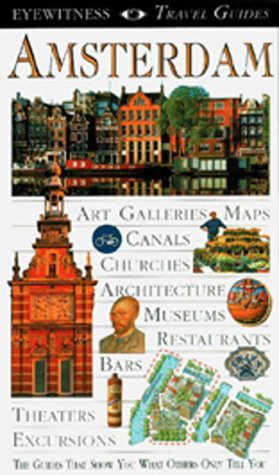 EYEWITNESS TRAVEL GUIDES
AMSTERDAM
ART GALLERIES MAPS
CANALS
CHURCHES
ARCHITECTURE
MUSEUMS
RESTAURANTS
BARS
THEATERS
EXCURSIONS
THE GUIDES THAT SHOW YOU WHAT OTHERS ONLY TELL YOU